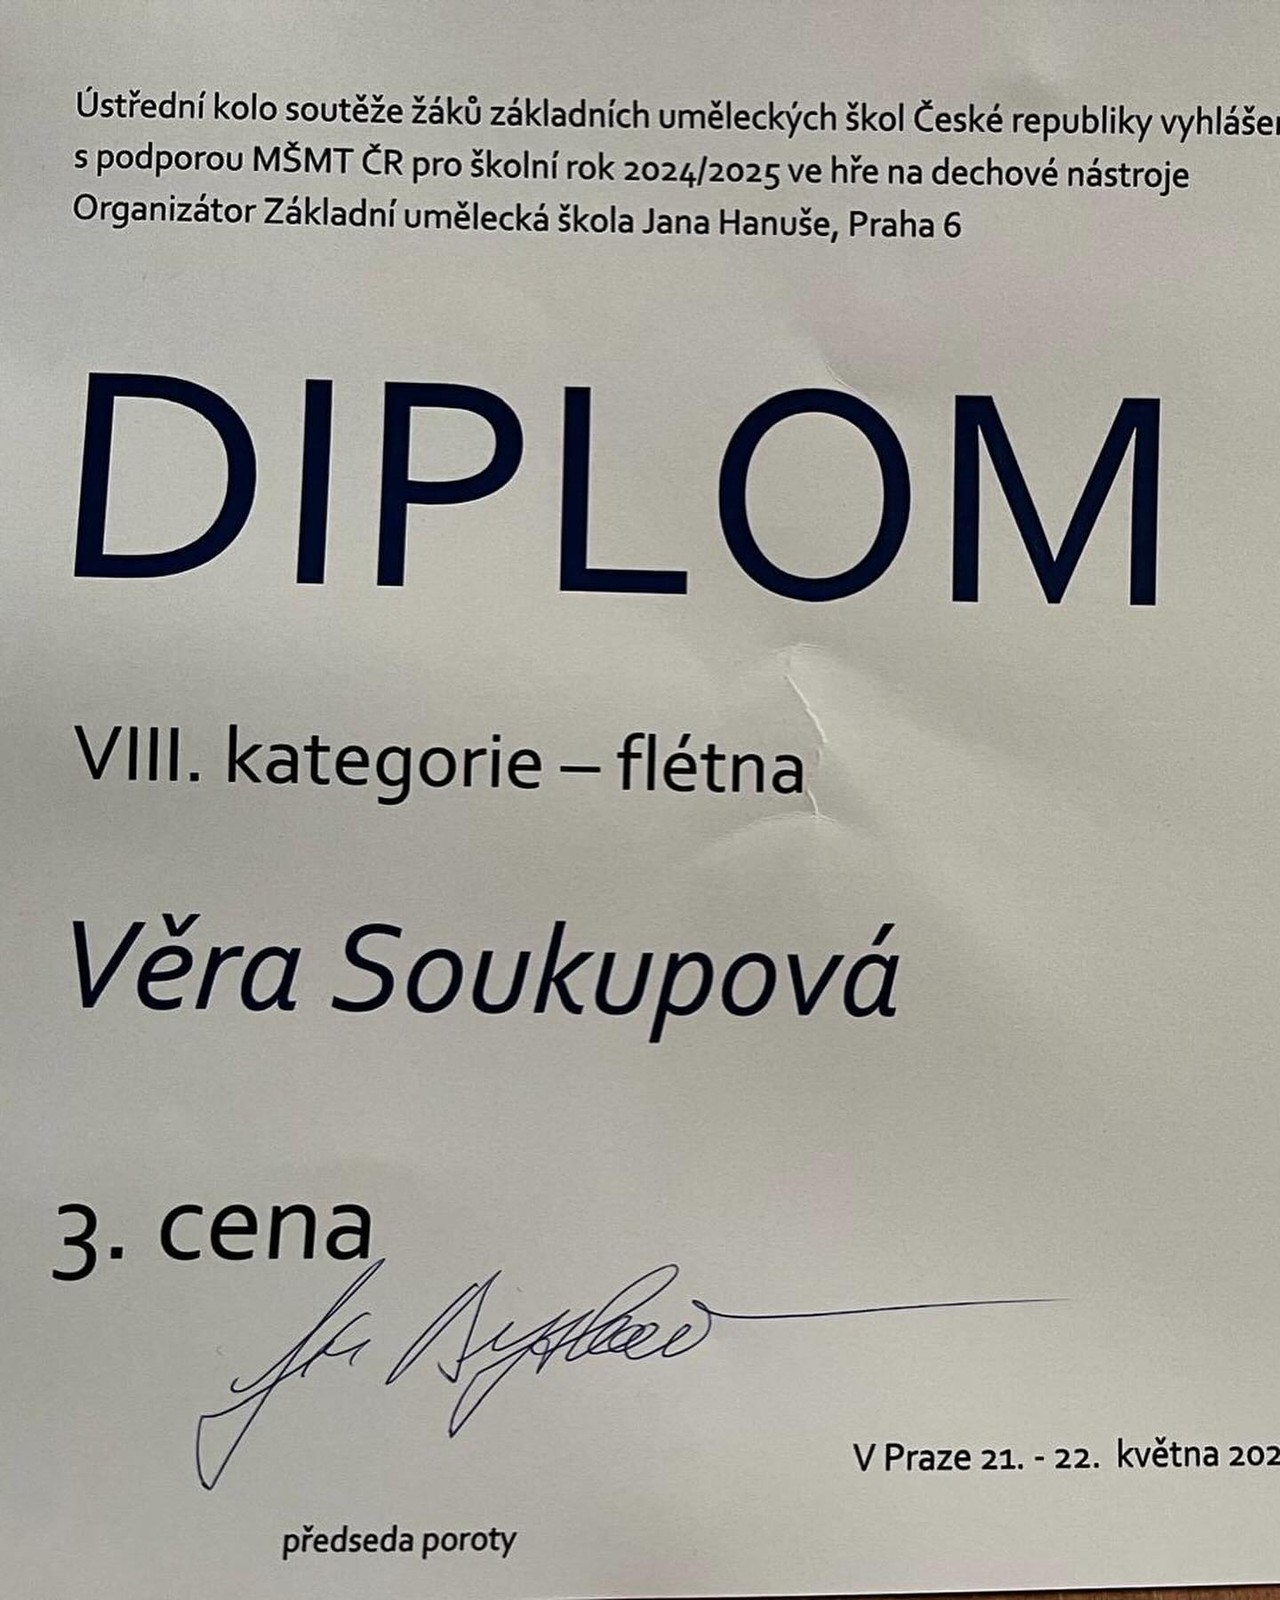 Ústřední kolo soutěže žáků základních uměleckých škol České republiky
s podporou MŠMT ČR pro školní rok 2024/2025 ve hře na dechové nástroje
Organizátor Základní umělecká škola Jana Hanuše, Praha 6
DIPLOM
VIII. kategorie – flétna
Věra Soukupová
3. cena
V Praze 21. - 22. května
předseda poroty